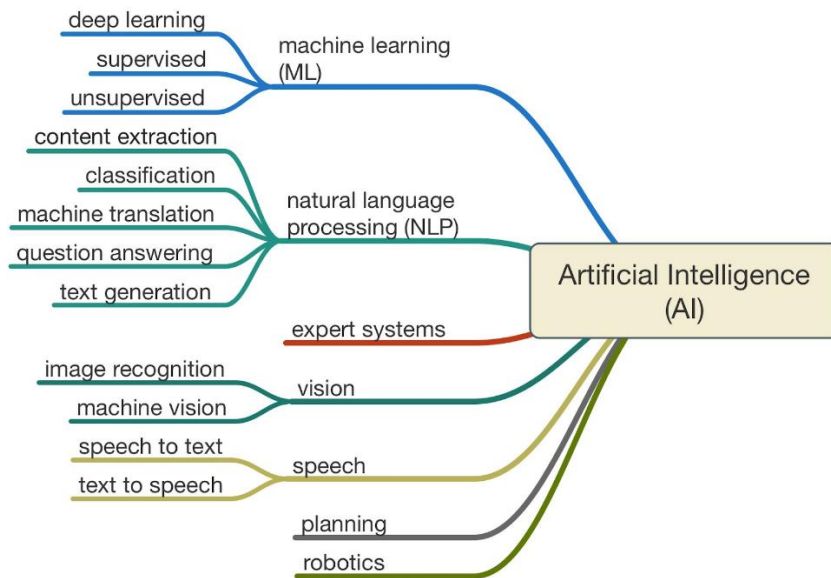 deep learning
supervised
unsupervised
machine learning
(ML)
content extraction
classification
machine translation
question answering
text generation
natural language
processing (NLP)
Artificial Intelligence
(AI)
expert systems
image recognition
machine vision
vision
speech to text
text to speech
speech
planning
robotics